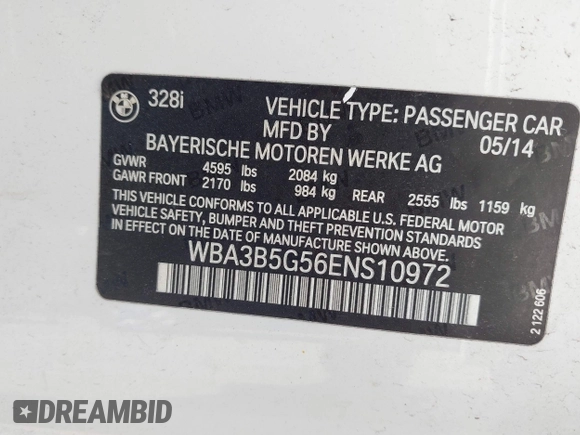 BMW
328i
VEHICLE TYPE: PASSENGER CAR
MFD BY 05/14
BAYERISCHE MOTOREN WERKE AG
GVWR 4595 lbs 2084 kg
GAWR FRONT 2170 lbs 984 kg REAR 2555 lbs 1159 kg
THIS VEHICLE CONFORMS TO ALL APPLICABLE U.S. FEDERAL MOTOR
VEHICLE SAFETY, BUMPER AND THEFT PREVENTION STANDARDS
IN EFFECT ON THE DATE OF MANUFACTURE SHOWN ABOVE.
WBA3B5G56ENS10972
2 122 606
DREAMBID